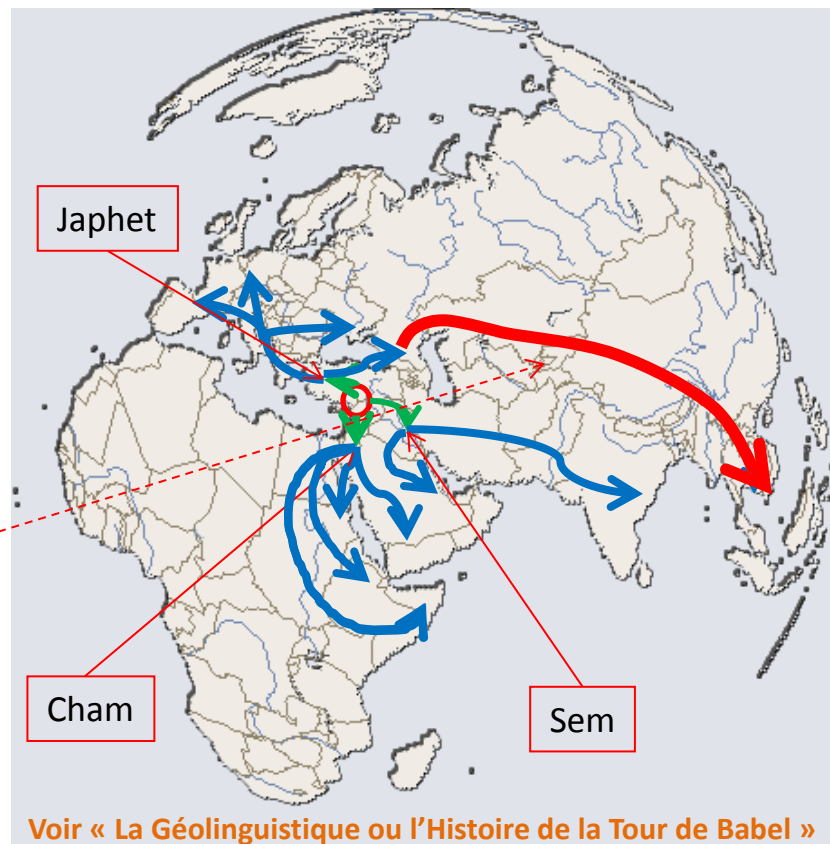 Japhet
Cham
Sem
Voir « La Géolinguistique ou l’Histoire de la Tour de Babel »